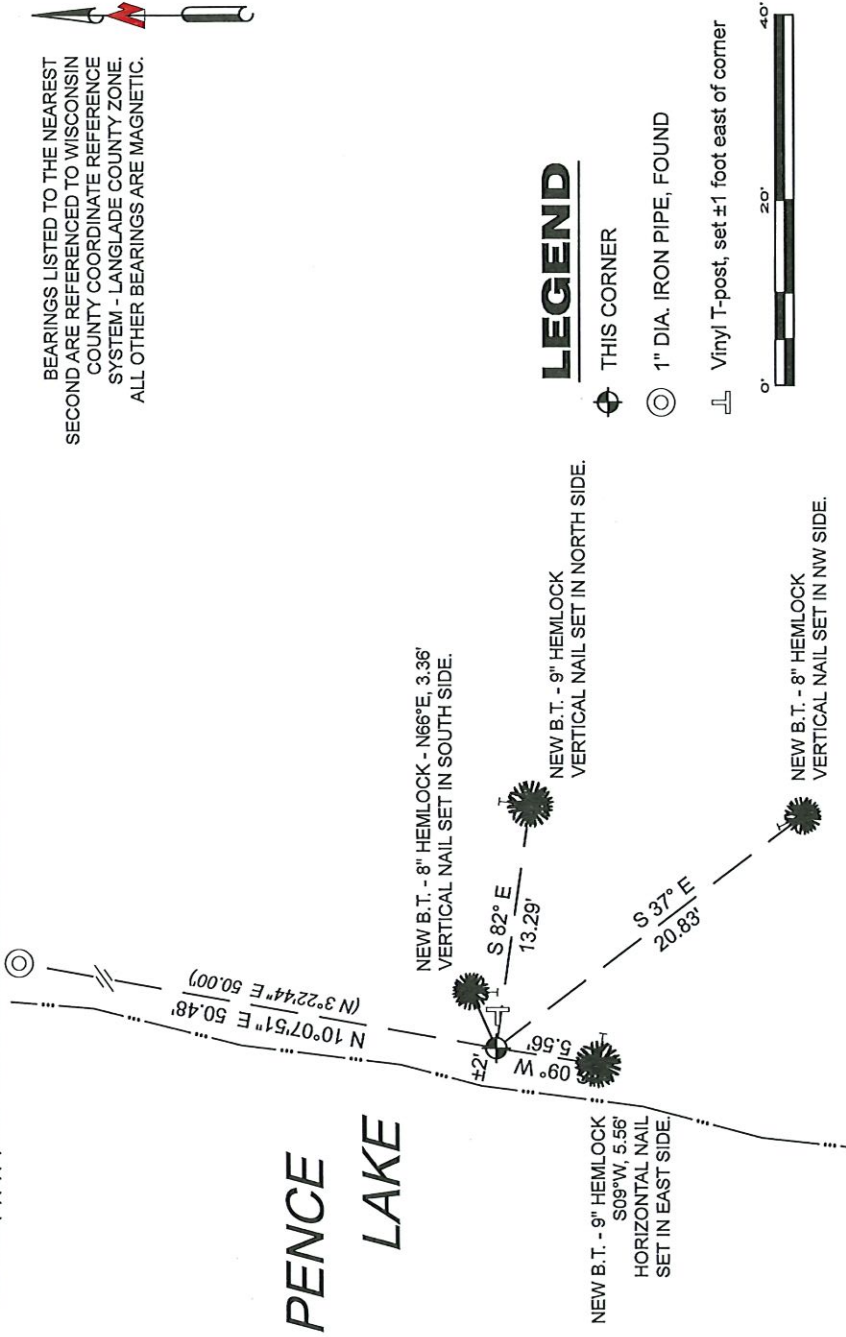 BEARINGS LISTED TO THE NEAREST
SECOND ARE REFERENCED TO WISCONSIN
COUNTY COORDINATE REFERENCE
SYSTEM - LANGLADE COUNTY ZONE.
ALL OTHER BEARINGS ARE MAGNETIC.
N
N 10°07'51" E 50.48'
(N 3°22'44" E 50.00')
PENCE
LAKE
±2'
NEW B.T. - 8" HEMLOCK - N66°E, 3.36'
VERTICAL NAIL SET IN SOUTH SIDE.
S 82° E
13.29'
NEW B.T. - 9" HEMLOCK
VERTICAL NAIL SET IN NORTH SIDE.
S 37° E
20.83'
NEW B.T. - 8" HEMLOCK
VERTICAL NAIL SET IN NW SIDE.
09° W
5.56'
NEW B.T. - 9" HEMLOCK
S09°W, 5.56'
HORIZONTAL NAIL
SET IN EAST SIDE.
LEGEND
THIS CORNER
1" DIA. IRON PIPE, FOUND
Vinyl T-post, set ±1 foot east of corner
0' 20' 40'